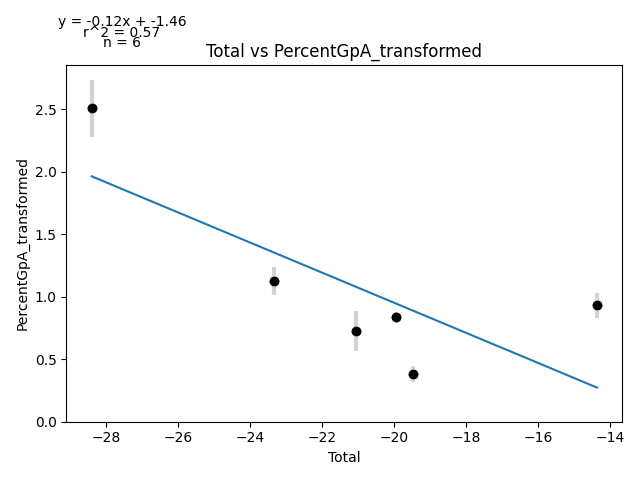 y = -0.12x + -1.46
r^2 = 0.57
n = 6
Total vs PercentGpA_transformed
PercentGpA_transformed
2.5
2.0
1.5
1.0
0.5
0.0
−28
−26
−24
−22
−20
−18
−16
−14
Total